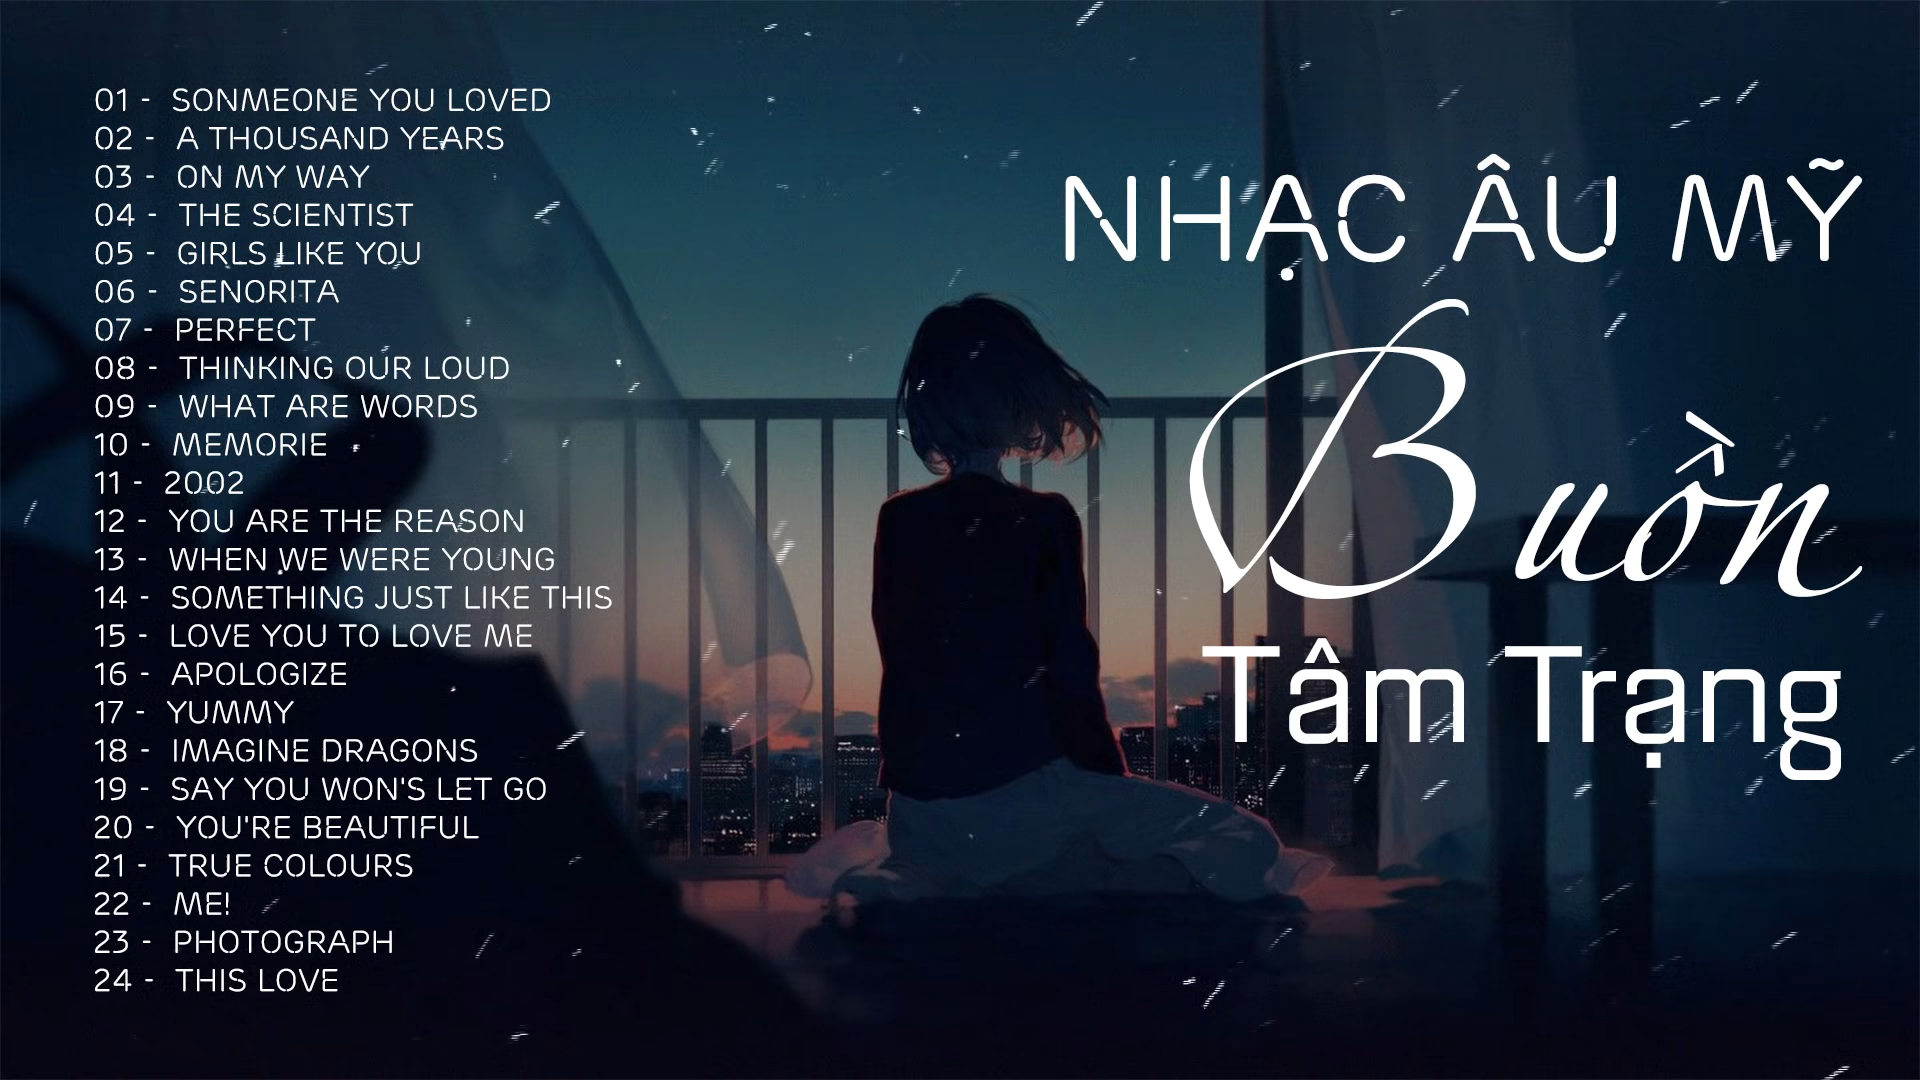 01 - SONMEONE YOU LOVED
02 - A THOUSAND YEARS
03 - ON MY WAY
04 - THE SCIENTIST
05 - GIRLS LIKE YOU
06 - SENORITA
07 - PERFECT
08 - THINKING OUR LOUD
09 - WHAT ARE WORDS
10 - MEMORIE
11 - 2002
12 - YOU ARE THE REASON
13 - WHEN WE WERE YOUNG
14 - SOMETHING JUST LIKE THIS
15 - LOVE YOU TO LOVE ME
16 - APOLOGIZE
17 - YUMMY
18 - IMAGINE DRAGONS
19 - SAY YOU WON'S LET GO
20 - YOU'RE BEAUTIFUL
21 - TRUE COLOURS
22 - ME!
23 - PHOTOGRAPH
24 - THIS LOVE
NHẠC ÂU MỸ
Buồn
Tâm Trạng